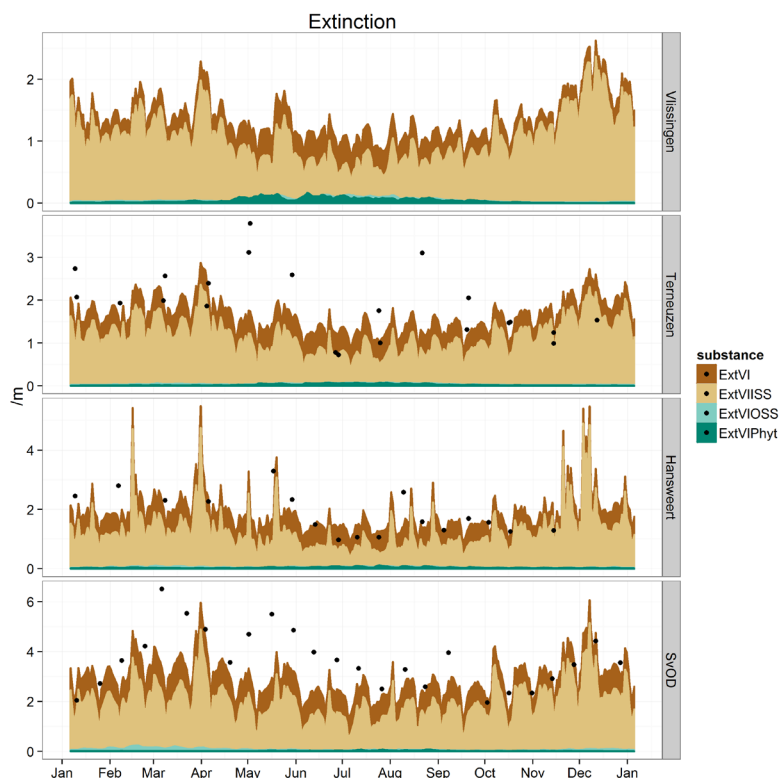 Extinction
2
1
0
Vlissingen
3
2
1
0
Terneuzen
/m
4
2
0
Hansweert
6
4
2
0
SvOD
Jan Feb Mar Apr May Jun Jul Aug Sep Oct Nov Dec Jan
substance
ExtVl
ExtVlISS
ExtVlOSS
ExtVlPhyt